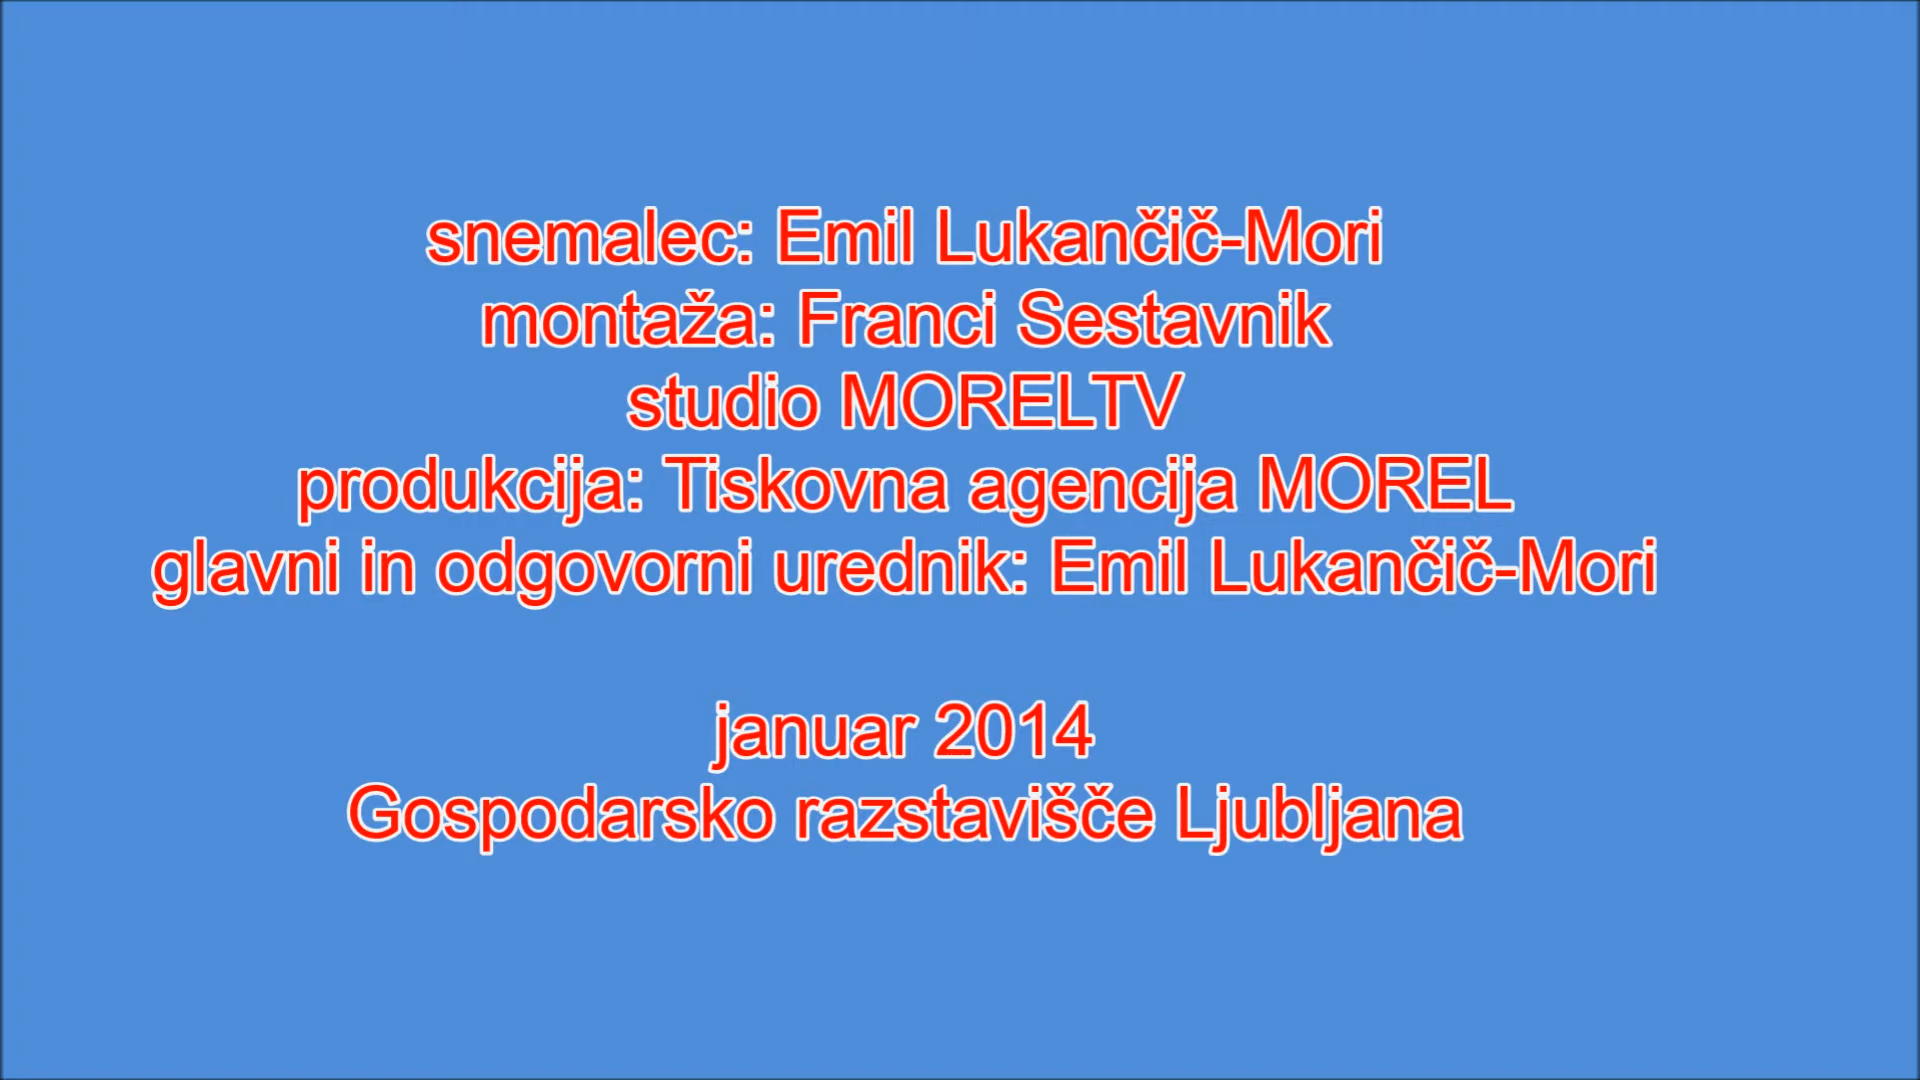 snemalec: Emil Lukančič-Mori
montaža: Franci Sestavnik
studio MORELTV
produkcija: Tiskovna agencija MOREL
glavni in odgovorni urednik: Emil Lukančič-Mori
januar 2014
Gospodarsko razstavišče Ljubljana